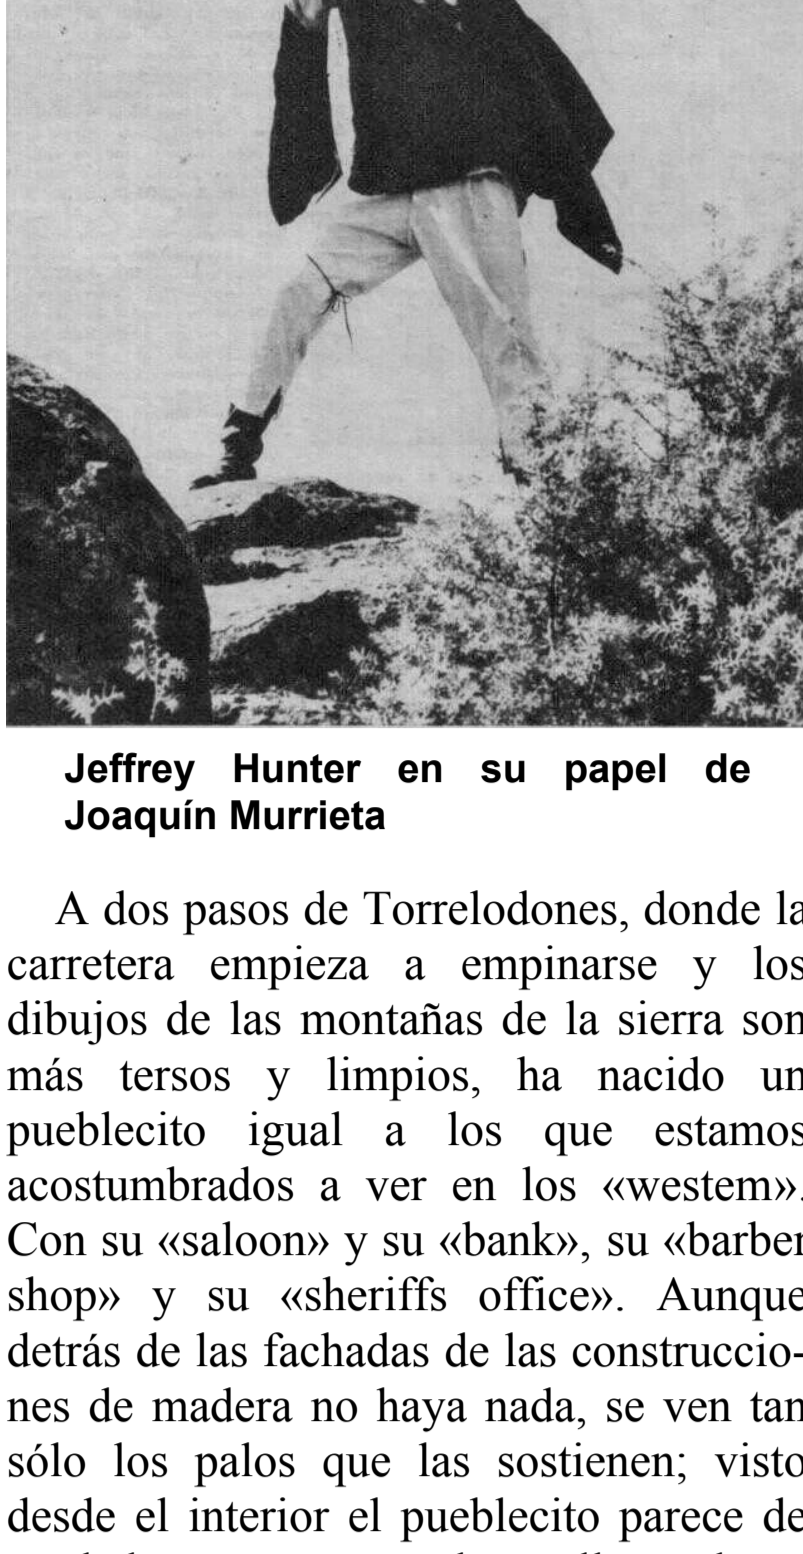 Jeffrey Hunter en su papel de
Joaquín Murrieta
A dos pasos de Torrelodones, donde la
carretera empieza a empinarse y los
dibujos de las montañas de la sierra son
más tersos y limpios, ha nacido un
pueblecito igual a los que estamos
acostumbrados a ver en los «westem».
Con su «saloon» y su «bank», su «barber
shop» y su «sheriffs office». Aunque
detrás de las fachadas de las construccio-
nes de madera no haya nada, se ven tan
sólo los palos que las sostienen; visto
desde el interior el pueblecito parece de